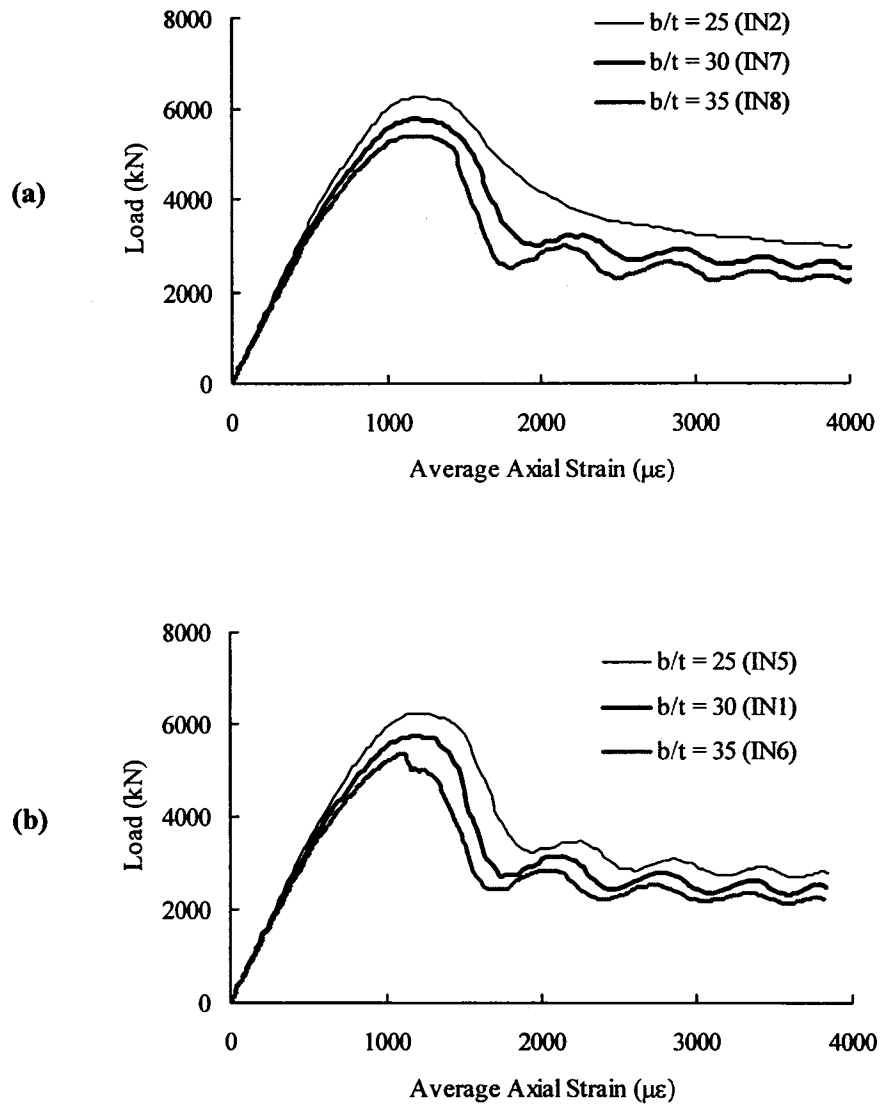 (a)
Load (kN)
8000
6000
4000
2000
0
b/t = 25 (IN2)
b/t = 30 (IN7)
b/t = 35 (IN8)
0 1000 2000 3000 4000
Average Axial Strain (με)
(b)
Load (kN)
8000
6000
4000
2000
0
b/t = 25 (IN5)
b/t = 30 (IN1)
b/t = 35 (IN6)
0 1000 2000 3000 4000
Average Axial Strain (με)